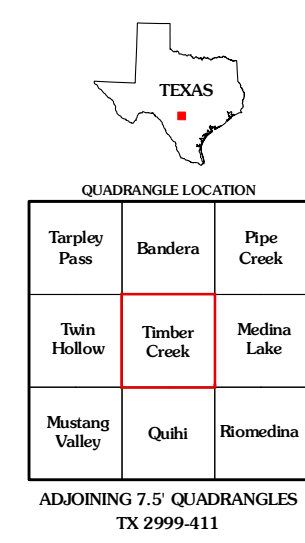 TEXAS
QUADRANGLE LOCATION
Tarpley
Pass
Bandera
Pipe
Creek
Twin
Hollow
Timber
Creek
Medina
Lake
Mustang
Valley
Quihi
Riomedina
ADJOINING 7.5' QUADRANGLES
TX 2999-411